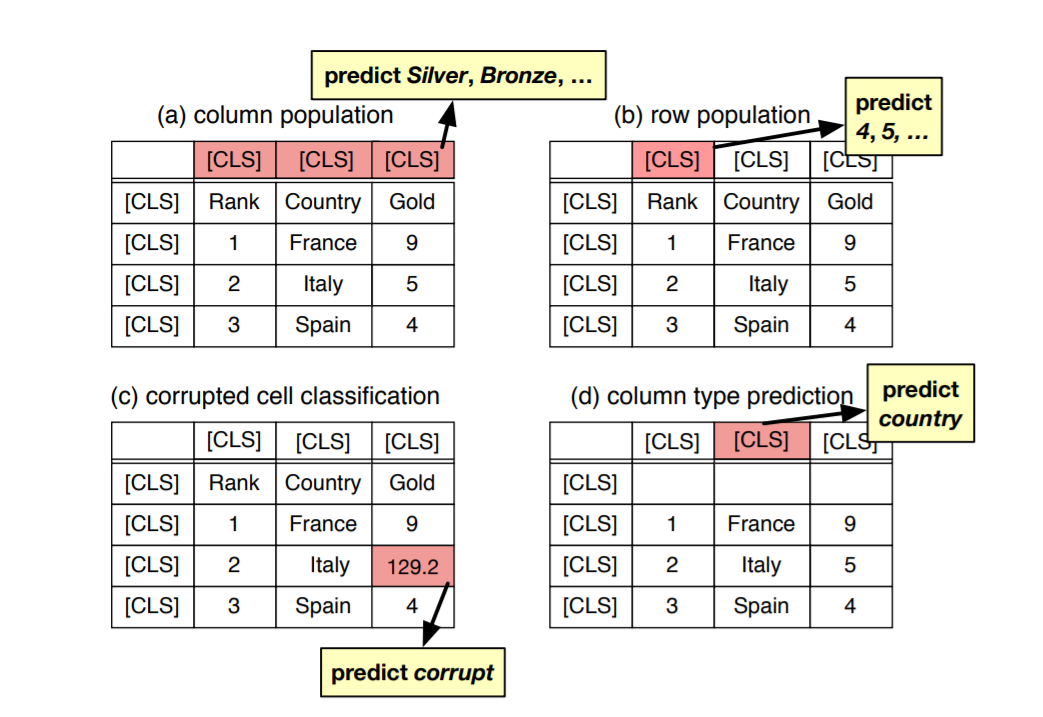 predict Silver, Bronze, ...
(a) column population
[CLS] [CLS] [CLS]
[CLS] Rank Country Gold
[CLS] 1 France 9
[CLS] 2 Italy 5
[CLS] 3 Spain 4
predict
4, 5, ...
(b) row population
[CLS] [CLS] [CLS]
[CLS] Rank Country Gold
[CLS] 1 France 9
[CLS] 2 Italy 5
[CLS] 3 Spain 4
(c) corrupted cell classification
[CLS] [CLS] [CLS]
[CLS] Rank Country Gold
[CLS] 1 France 9
[CLS] 2 Italy 129.2
[CLS] 3 Spain 4
predict corrupt
(d) column type prediction
predict
country
[CLS] [CLS] [CLS]
[CLS]
[CLS] 1 France 9
[CLS] 2 Italy 5
[CLS] 3 Spain 4